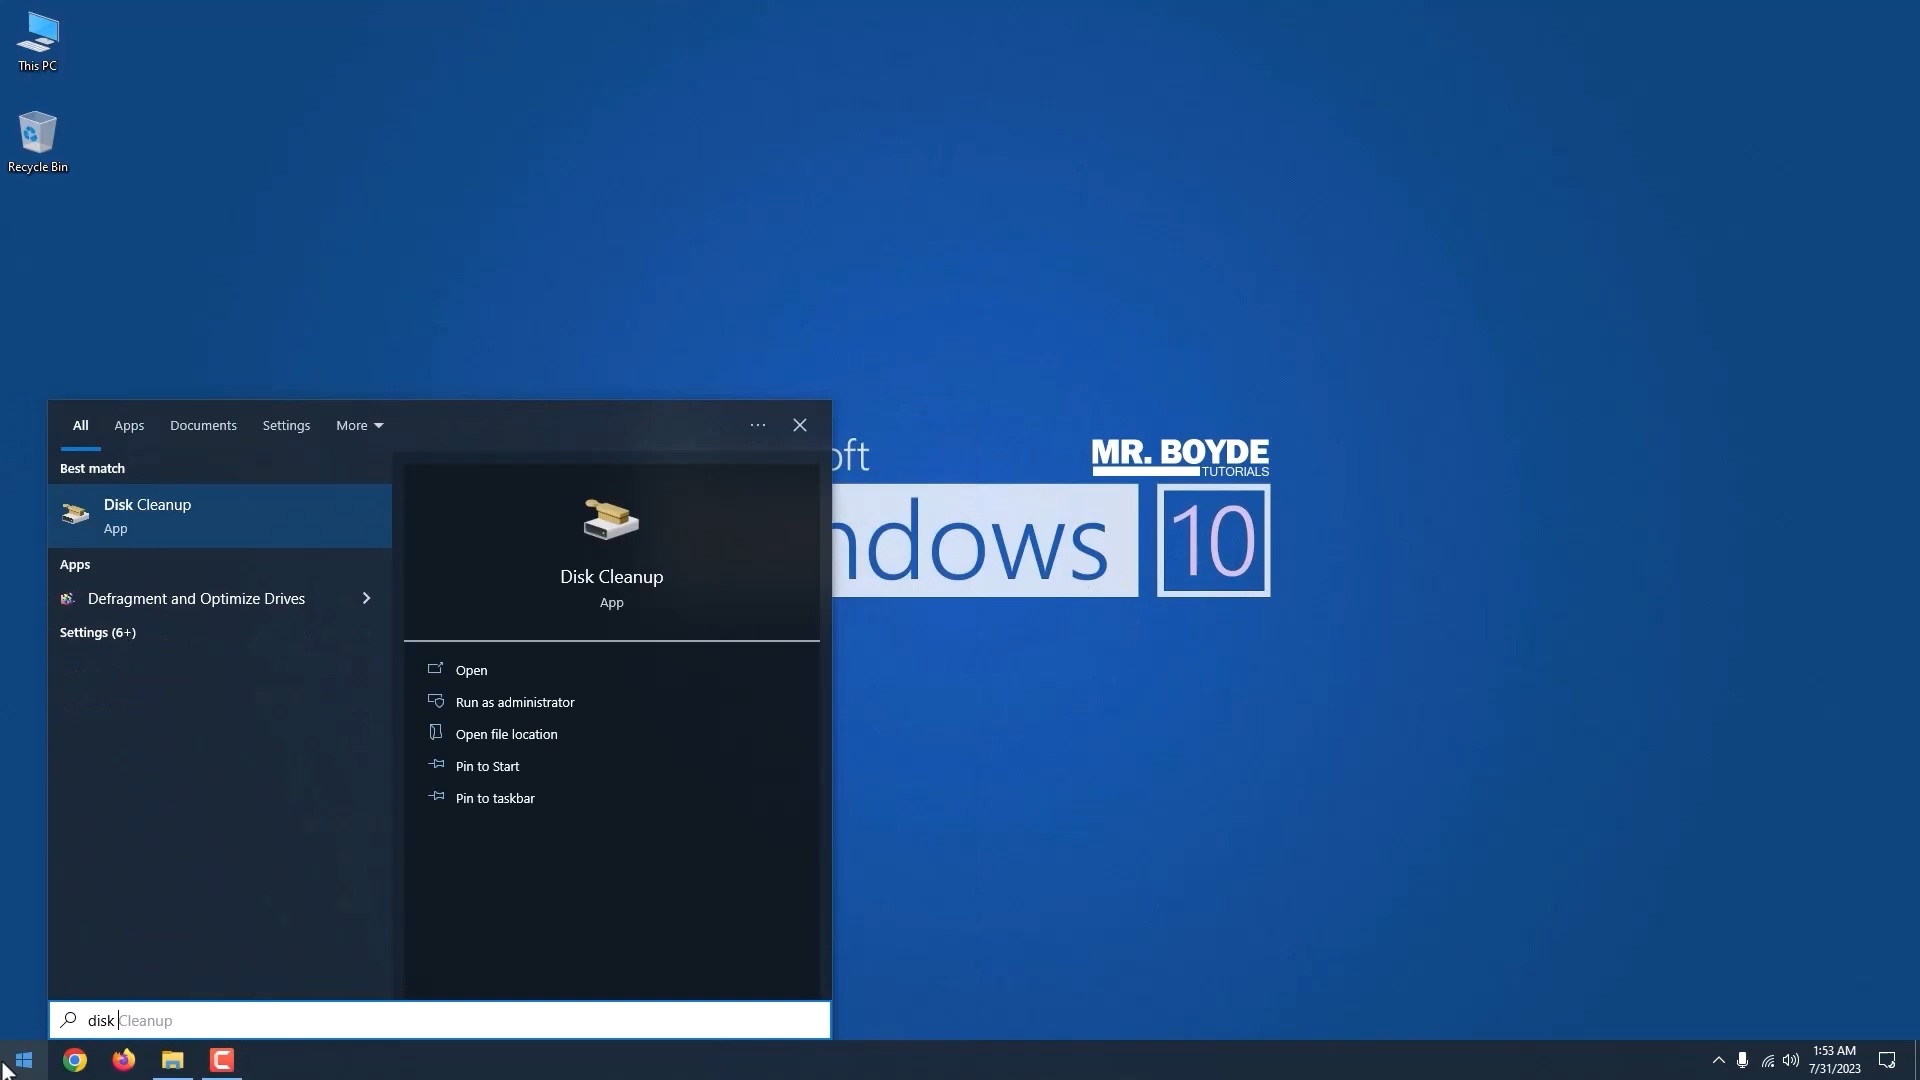 This PC
Recycle Bin
oft
MR. BOYDE
TUTORIALS
ndows 10
All Apps Documents Settings More
Best match
Disk Cleanup
App
Apps
Defragment and Optimize Drives
Settings (6+)
Disk Cleanup
App
Open
Run as administrator
Open file location
Pin to Start
Pin to taskbar
disk Cleanup
1:53 AM
7/31/2023